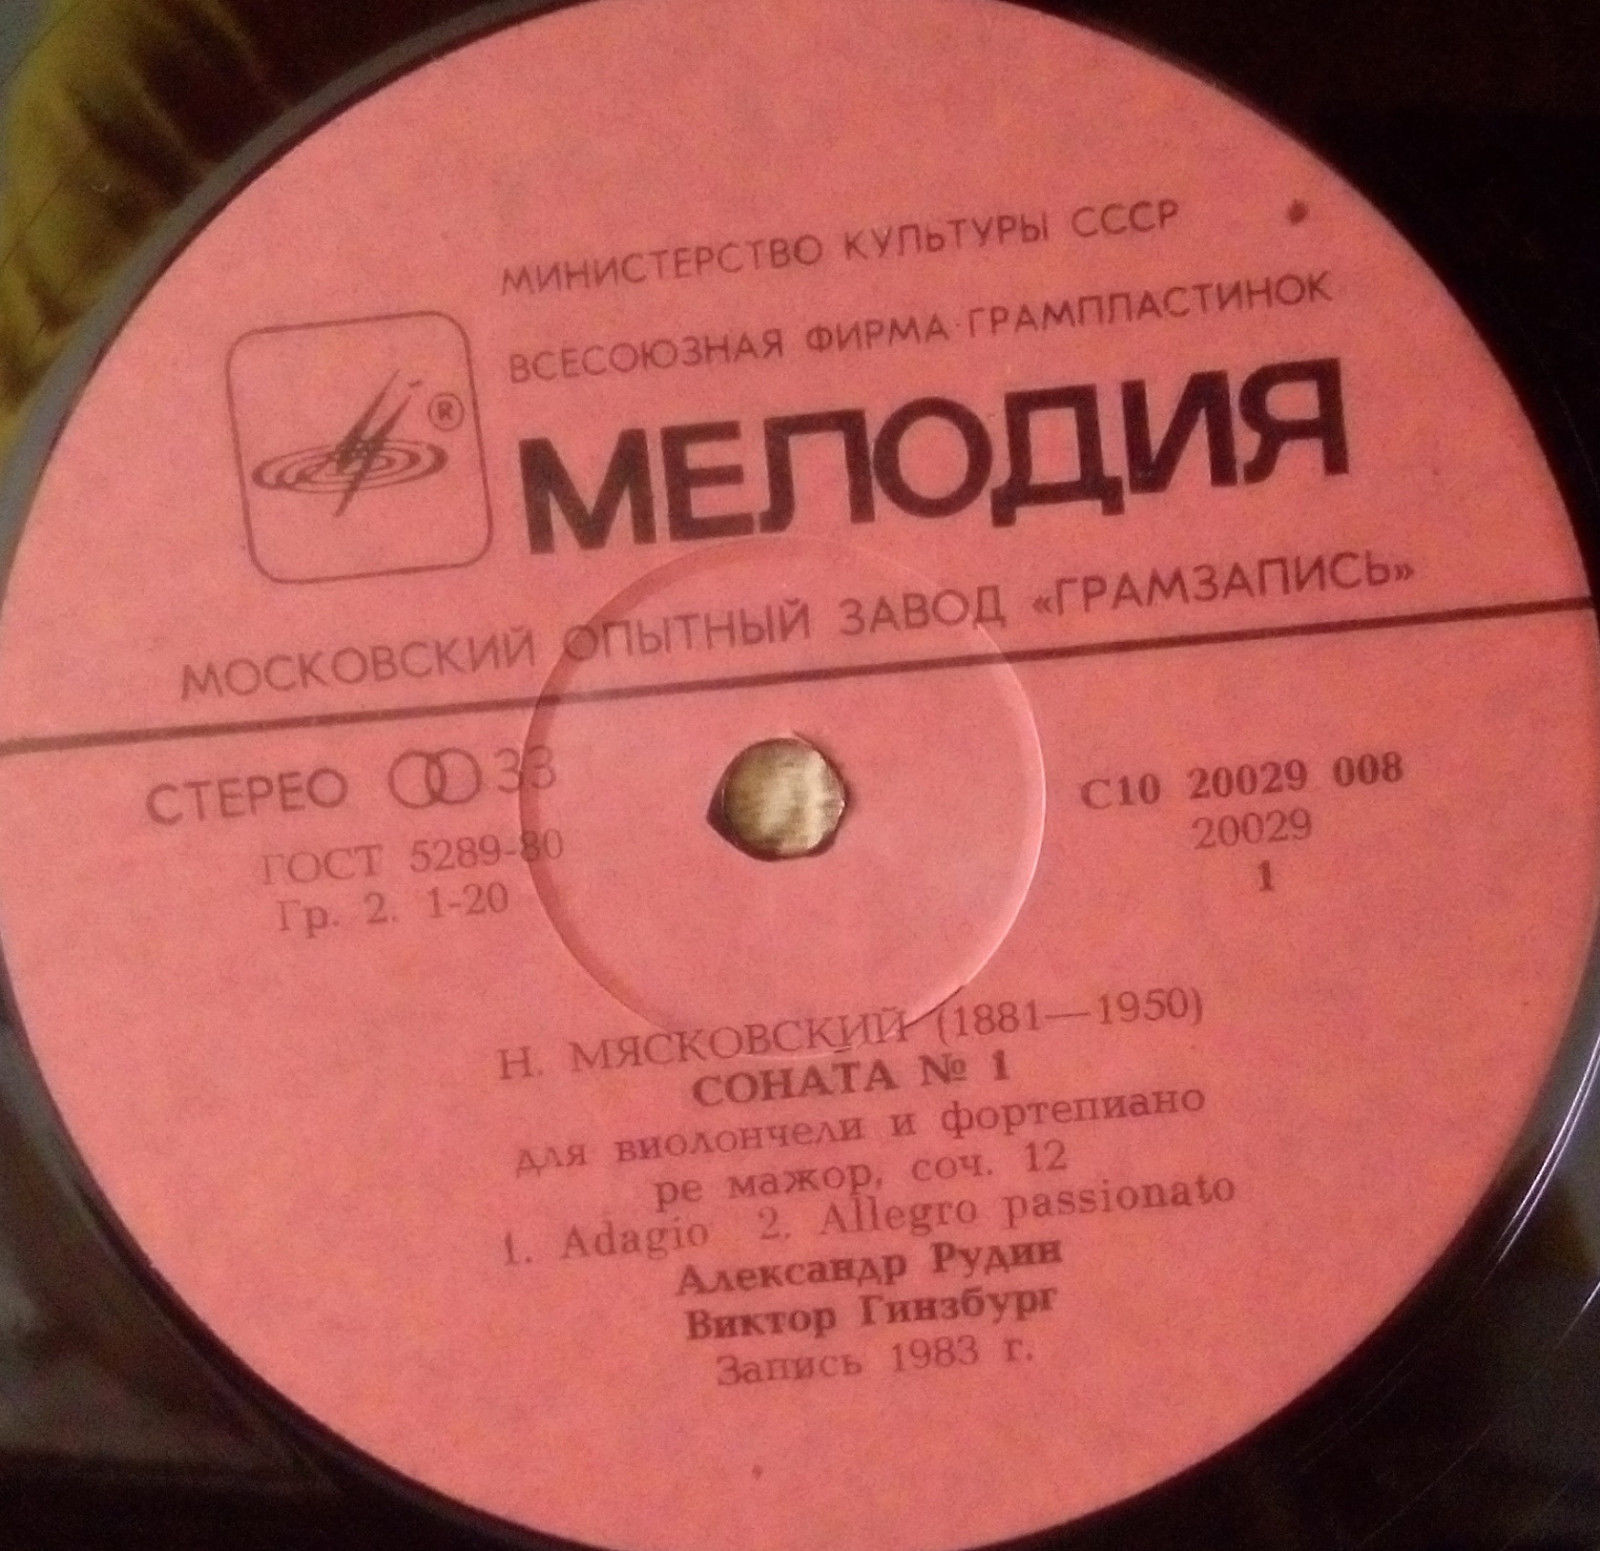 МИНИСТЕРСТВО КУЛЬТУРЫ СССР
ВСЕСОЮЗНАЯ ФИРМА ГРАМПЛАСТИНОК
®
МЕЛОДИЯ
МОСКОВСКИЙ ОПЫТНЫЙ ЗАВОД «ГРАМЗАПИСЬ»
СТЕРЕО 33
ГОСТ 5289-80
Гр. 2. 1-20
С10 20029 008
20029
1
Н. МЯСКОВСКИЙ (1881—1950)
СОНАТА № 1
для виолончели и фортепиано
ре мажор, соч. 12
1. Adagio 2. Allegro passionato
Александр Рудин
Виктор Гинзбург
Запись 1983 г.